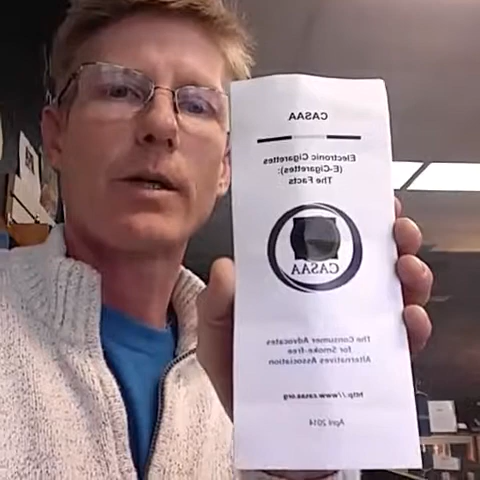 CASAA
Electronic Cigarettes
(E-Cigarettes):
The Facts
CASAA
The Consumer Advocates
for Smoke-free
Alternatives Association
http://www.casaa.org
April 2014